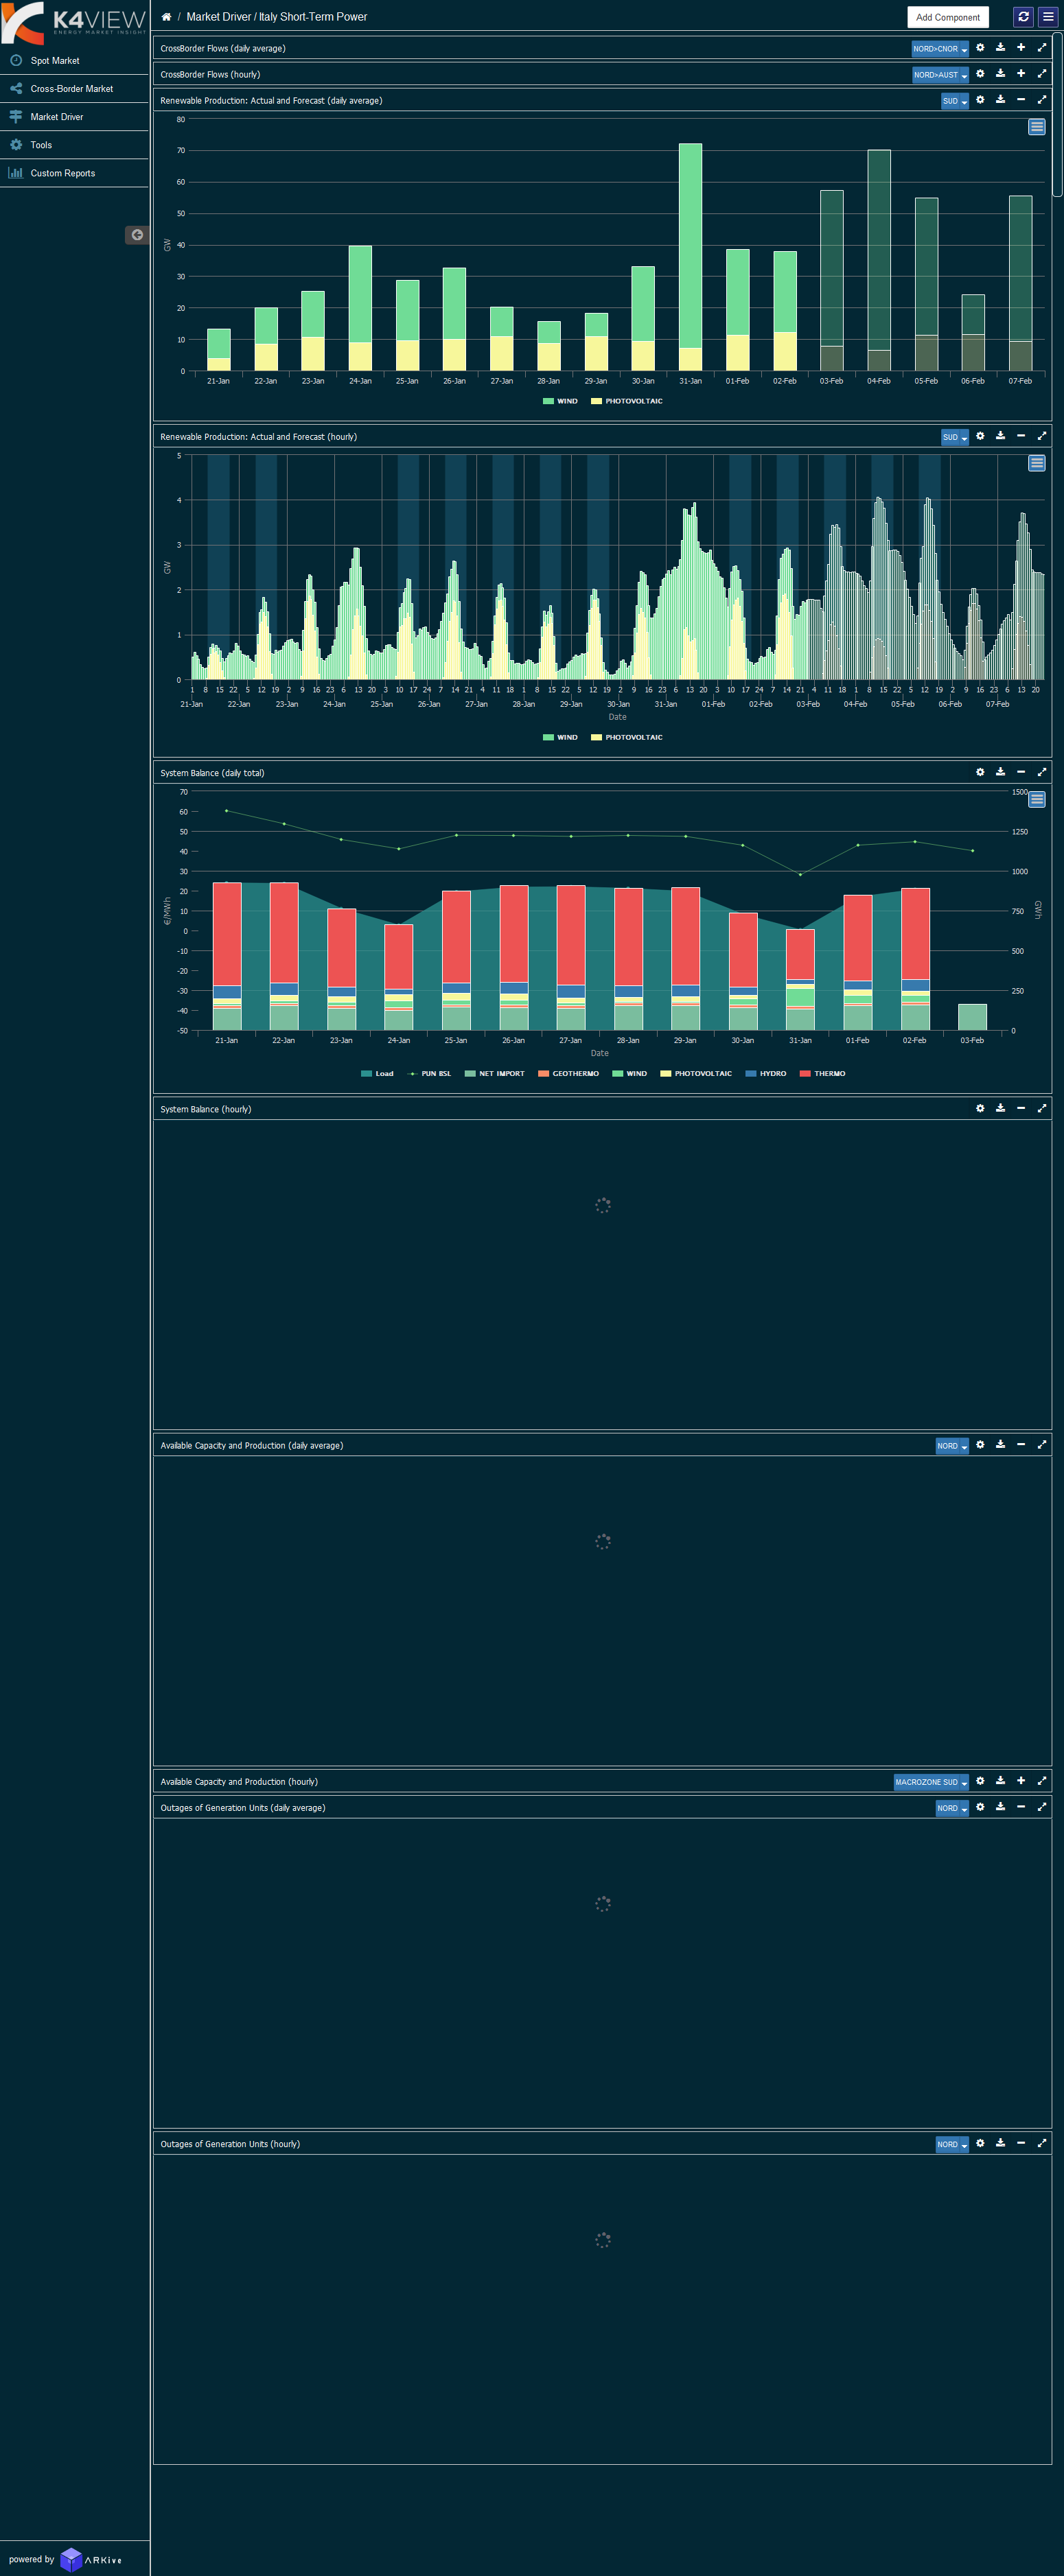 K4VIEW
ENERGY MARKET INSIGHT
Spot Market
Cross-Border Market
Market Driver
Tools
Custom Reports
/ Market Driver / Italy Short-Term Power
Add Component
CrossBorder Flows (daily average)
NORD>CNOR
CrossBorder Flows (hourly)
NORD>AUST
Renewable Production: Actual and Forecast (daily average)
SUD
80
70
60
50
40
30
20
10
0
GW
21-Jan 22-Jan 23-Jan 24-Jan 25-Jan 26-Jan 27-Jan 28-Jan 29-Jan 30-Jan 31-Jan 01-Feb 02-Feb 03-Feb 04-Feb 05-Feb 06-Feb 07-Feb
WIND PHOTOVOLTAIC
Renewable Production: Actual and Forecast (hourly)
SUD
5
4
3
2
1
0
GW
1 8 15 22 5 12 19 2 9 16 23 6 13 20 3 10 17 24 7 14 21 4 11 18 1 8 15 22 5 12 19 2 9 16 23 6 13 20 3 10 17 24 7 14 21 4 11 18 1 8 15 22 5 12 19 2 9 16 23 6 13 20
21-Jan 22-Jan 23-Jan 24-Jan 25-Jan 26-Jan 27-Jan 28-Jan 29-Jan 30-Jan 31-Jan 01-Feb 02-Feb 03-Feb 04-Feb 05-Feb 06-Feb 07-Feb
Date
WIND PHOTOVOLTAIC
System Balance (daily total)
70
60
50
40
30
20
10
0
-10
-20
-30
-40
-50
€/MWh
1500
1250
1000
750
500
250
0
GWh
21-Jan 22-Jan 23-Jan 24-Jan 25-Jan 26-Jan 27-Jan 28-Jan 29-Jan 30-Jan 31-Jan 01-Feb 02-Feb 03-Feb
Date
Load PUN BSL NET IMPORT GEOTHERMO WIND PHOTOVOLTAIC HYDRO THERMO
System Balance (hourly)
Available Capacity and Production (daily average)
NORD
Available Capacity and Production (hourly)
MACROZONE SUD
Outages of Generation Units (daily average)
NORD
Outages of Generation Units (hourly)
NORD
powered by ARKive